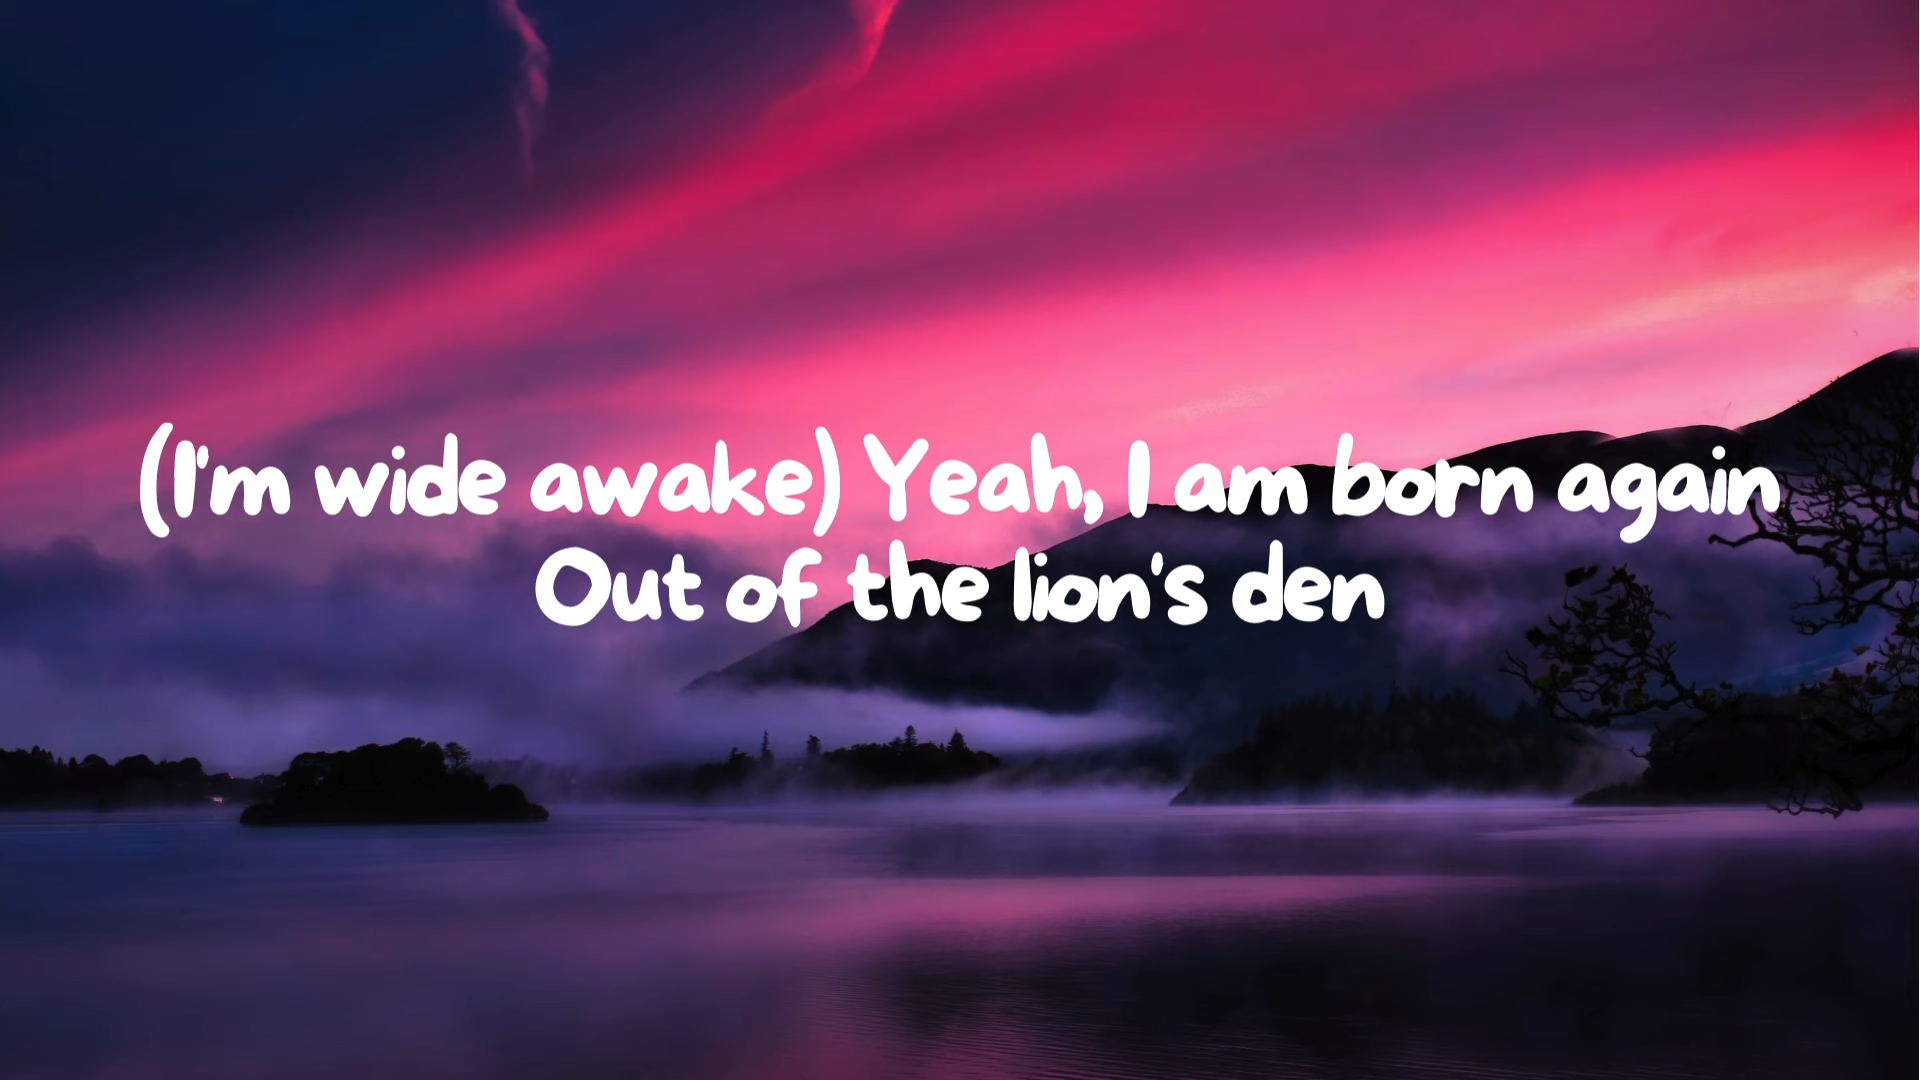 (I'm wide awake) Yeah, I am born again
Out of the lion's den